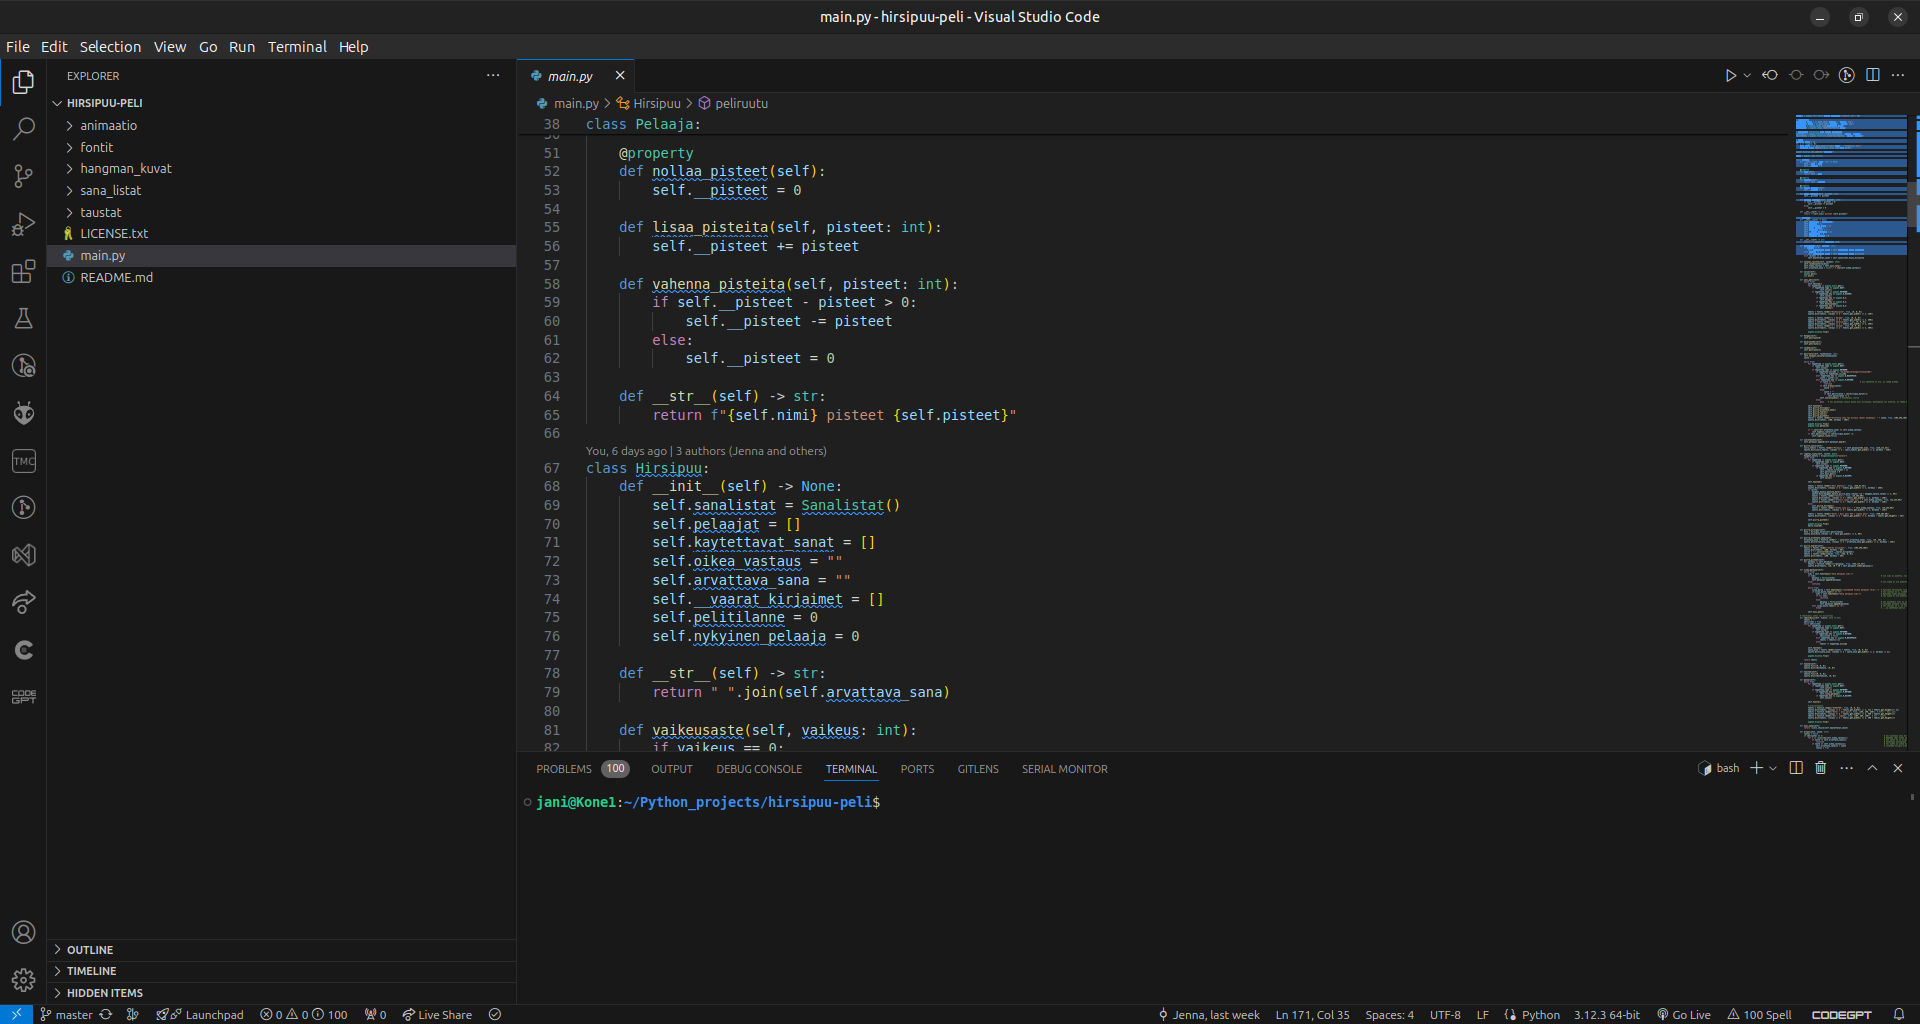 main.py - hirsipuu-peli - Visual Studio Code
File Edit Selection View Go Run Terminal Help
EXPLORER
HIRSIPUU-PELI
animaatio
fontit
hangman_kuvat
sana_listat
taustat
LICENSE.txt
main.py
README.md
OUTLINE
TIMELINE
HIDDEN ITEMS
TMC
CODE
GPT
main.py
main.py > Hirsipuu > peliruutu
38 class Pelaaja:
51 @property
52 def nollaa_pisteet(self):
53 self.__pisteet = 0
54
55 def lisaa_pisteita(self, pisteet: int):
56 self.__pisteet += pisteet
57
58 def vahenna_pisteita(self, pisteet: int):
59 if self.__pisteet - pisteet > 0:
60 self.__pisteet -= pisteet
61 else:
62 self.__pisteet = 0
63
64 def __str__(self) -> str:
65 return f"{self.nimi} pisteet {self.pisteet}"
66
You, 6 days ago | 3 authors (Jenna and others)
67 class Hirsipuu:
68 def __init__(self) -> None:
69 self.sanalistat = Sanalistat()
70 self.pelaajat = []
71 self.kaytettavat_sanat = []
72 self.oikea_vastaus = ""
73 self.arvattava_sana = ""
74 self.__vaarat_kirjaimet = []
75 self.pelitilanne = 0
76 self.nykyinen_pelaaja = 0
77
78 def __str__(self) -> str:
79 return " ".join(self.arvattava_sana)
80
81 def vaikeusaste(self, vaikeus: int):
82 if vaikeus == 0:
PROBLEMS 100 OUTPUT DEBUG CONSOLE TERMINAL PORTS GITLENS SERIAL MONITOR bash
jani@Kone1:~/Python_projects/hirsipuu-peli$
master Launchpad 0 0 100 0 Live Share Jenna, last week Ln 171, Col 35 Spaces: 4 UTF-8 LF Python 3.12.3 64-bit Go Live 100 Spell CODEGPT